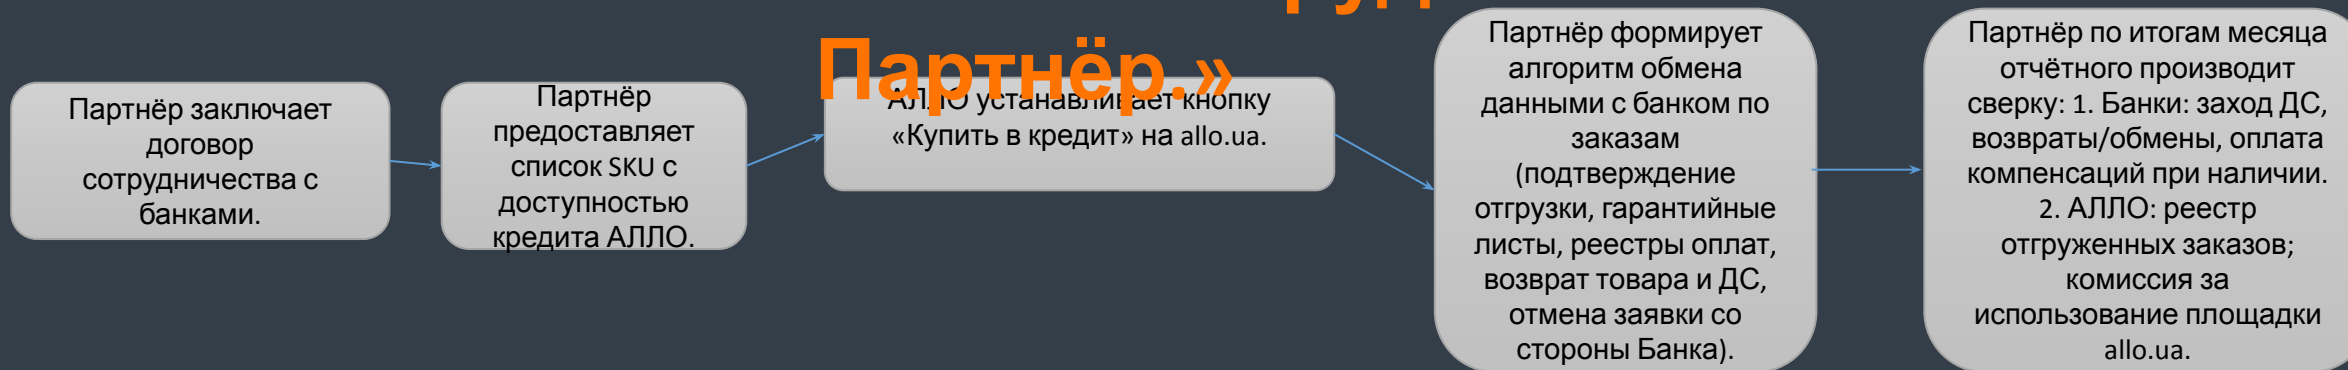 Партнёр.»
Партнёр заключает
договор
сотрудничества с
банками.
Партнёр
предоставляет
список SKU с
доступностью
кредита АЛЛО.
АЛЛО устанавливает кнопку
«Купить в кредит» на allo.ua.
Партнёр формирует
алгоритм обмена
данными с банком по
заказам
(подтверждение
отгрузки, гарантийные
листы, реестры оплат,
возврат товара и ДС,
отмена заявки со
стороны Банка).
Партнёр по итогам месяца
отчётного производит
сверку: 1. Банки: заход ДС,
возвраты/обмены, оплата
компенсаций при наличии.
2. АЛЛО: реестр
отгруженных заказов;
комиссия за
использование площадки
allo.ua.